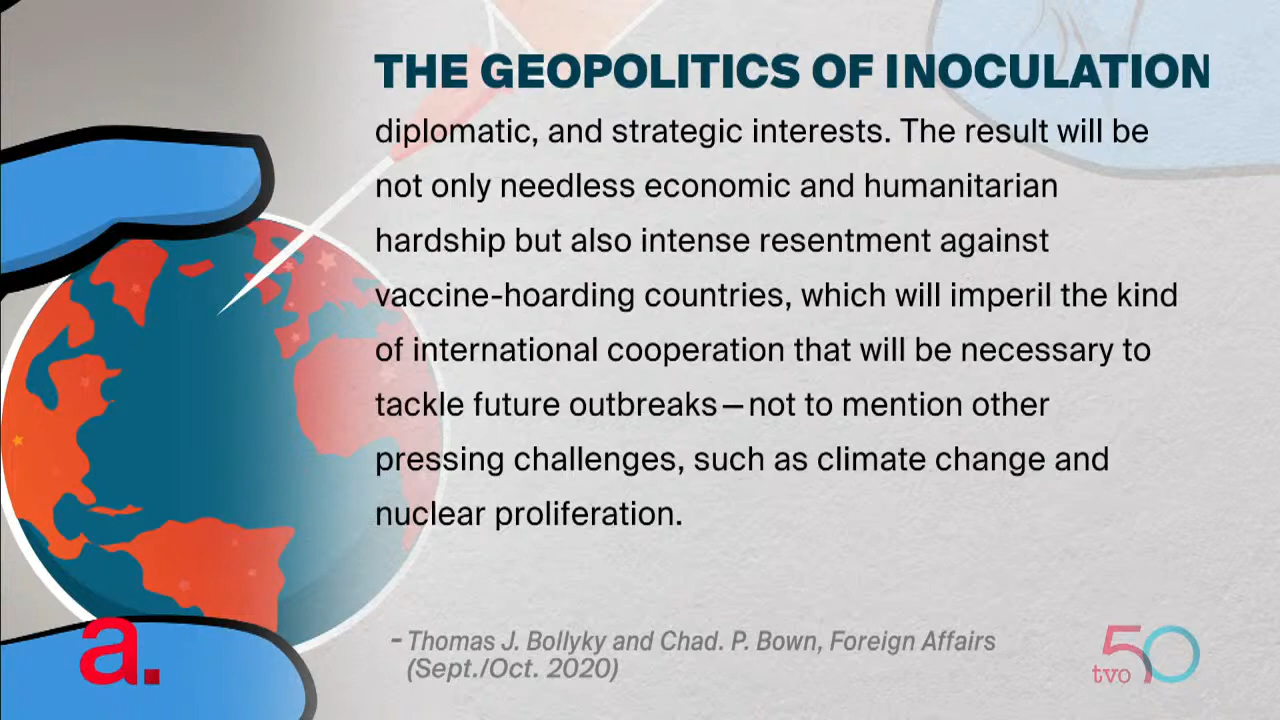 THE GEOPOLITICS OF INOCULATION
diplomatic, and strategic interests. The result will be
not only needless economic and humanitarian
hardship but also intense resentment against
vaccine-hoarding countries, which will imperil the kind
of international cooperation that will be necessary to
tackle future outbreaks—not to mention other
pressing challenges, such as climate change and
nuclear proliferation.
– Thomas J. Bollyky and Chad. P. Bown, Foreign Affairs
(Sept./Oct. 2020)
a.
tvo 50